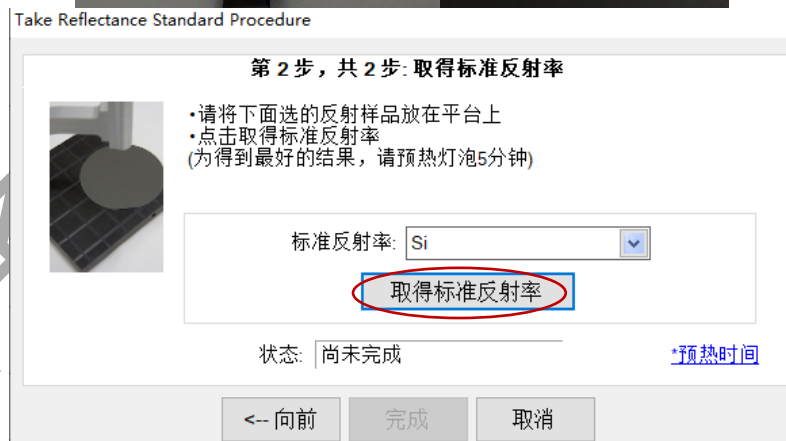 Take Reflectance Standard Procedure
第 2 步，共 2 步: 取得标准反射率
•请将下面选的反射样品放在平台上
•点击取得标准反射率
(为得到最好的结果，请预热灯泡5分钟)
标准反射率: Si
取得标准反射率
状态: 尚未完成
*预热时间
<-- 向前 完成 取消